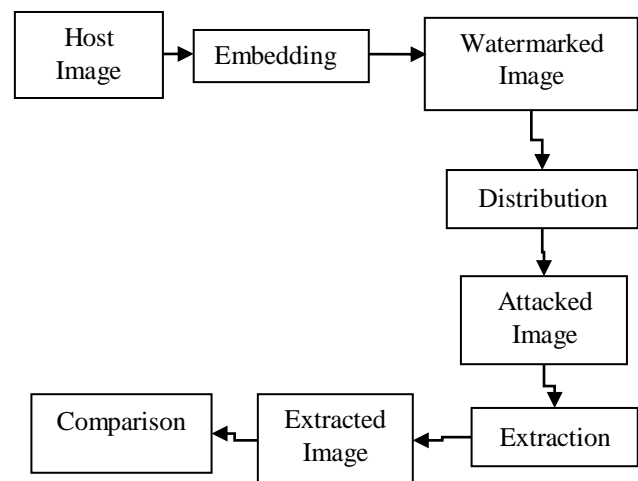 Host
Image
Embedding
Watermarked
Image
Distribution
Attacked
Image
Extraction
Extracted
Image
Comparison